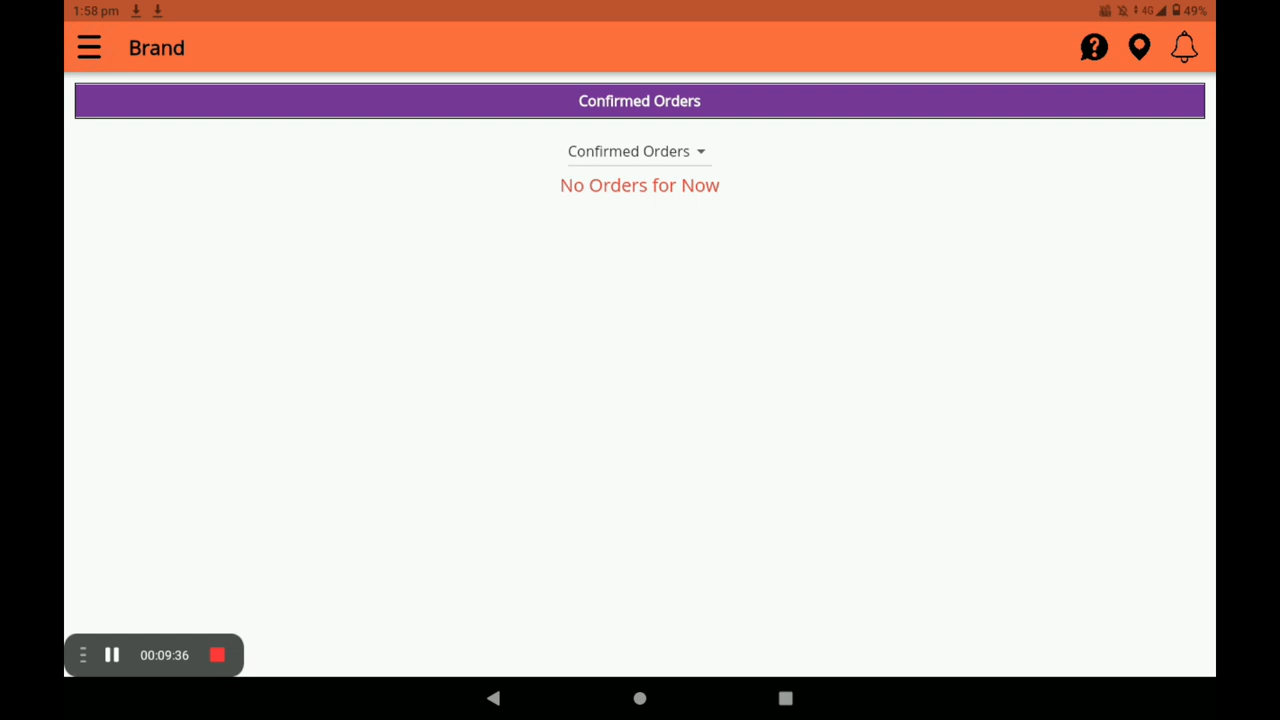 1:58 pm 4G 49%
Brand
Confirmed Orders
Confirmed Orders
No Orders for Now
00:09:36